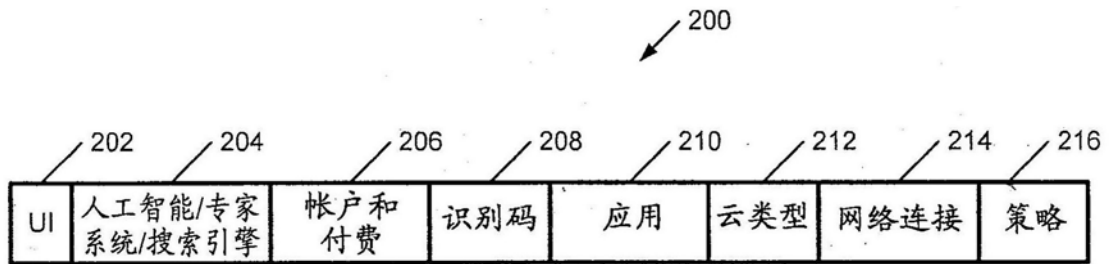 200
202
204
206
208
210
212
214
216
UI
人工智能/专家
系统/搜索引擎
帐户和
付费
识别码
应用
云类型
网络连接
策略